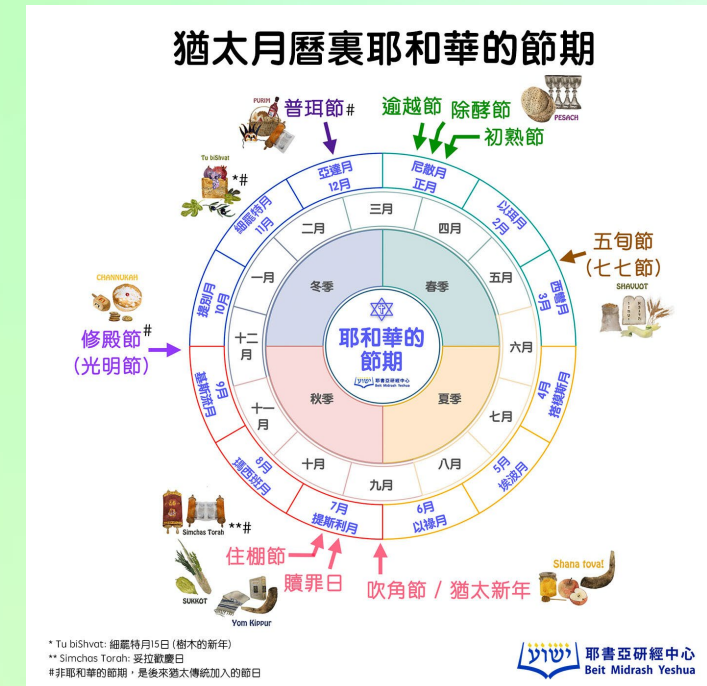 猶太月曆裏耶和華的節期
PURIM
普珥節#
逾越節 除酵節
初熟節
PESACH
Tu biShvat
*#
亞達月
12月
尼散月
正月
以珥月
2月
五旬節
(七七節)
SHAVUOT
西彎月
3月
搭模斯月
4月
埃波月
5月
以祿月
6月
提斯利月
7月
瑪西班月
8月
基斯流月
9月
提別月
10月
細罷特月
11月
CHANNUKAH
修殿節#
(光明節)
一月
二月
三月
四月
五月
六月
七月
八月
九月
十月
十一
月
十二
月
冬季
春季
秋季
夏季
耶和華的
節期
ישוע 耶書亞研經中心
Beit Midrash Yeshua
Simchas Torah
**#
SUKKOT
Yom Kippur
住棚節
贖罪日
吹角節 / 猶太新年
Shana tova!
* Tu biShvat: 細罷特月15日 (樹木的新年)
** Simchas Torah: 妥拉歡慶日
#非耶和華的節期，是後來猶太傳統加入的節日
ישוע
耶書亞研經中心
Beit Midrash Yeshua